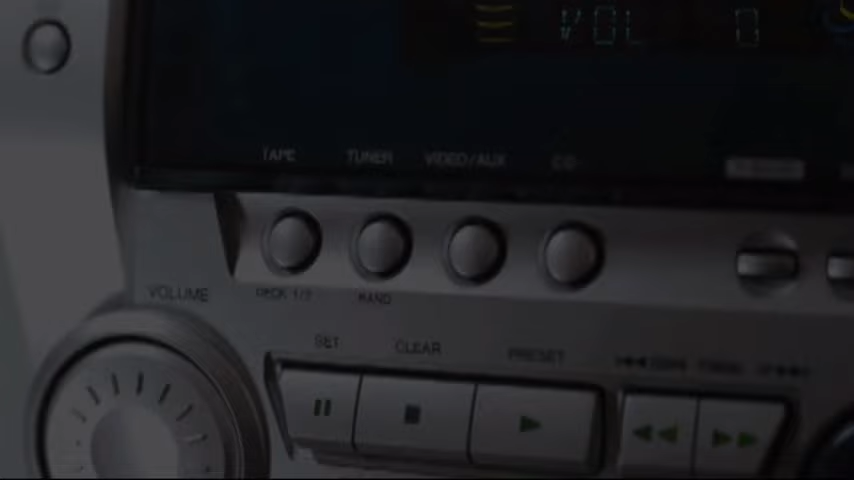 VOL 0
TAPE TUNER VIDEO/AUX CD
VOLUME
DECK 1/2 BAND
SET CLEAR PRESET